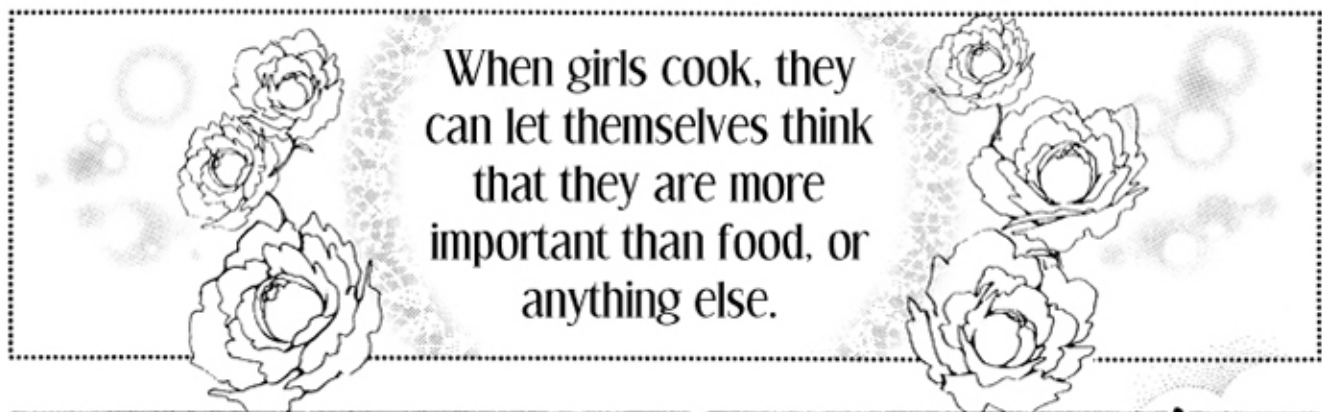 When girls cook, they
can let themselves think
that they are more
important than food, or
anything else.